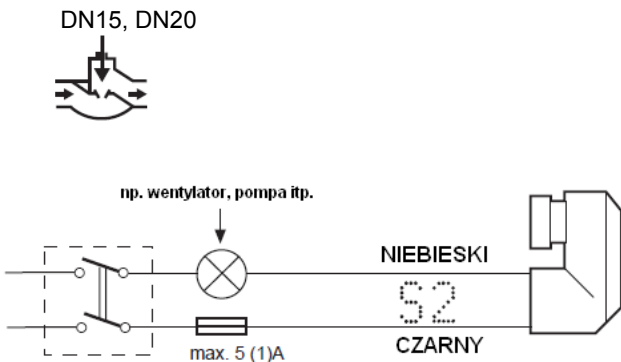 DN15, DN20
np. wentylator, pompa itp.
NIEBIESKI
S2
CZARNY
max. 5 (1)A